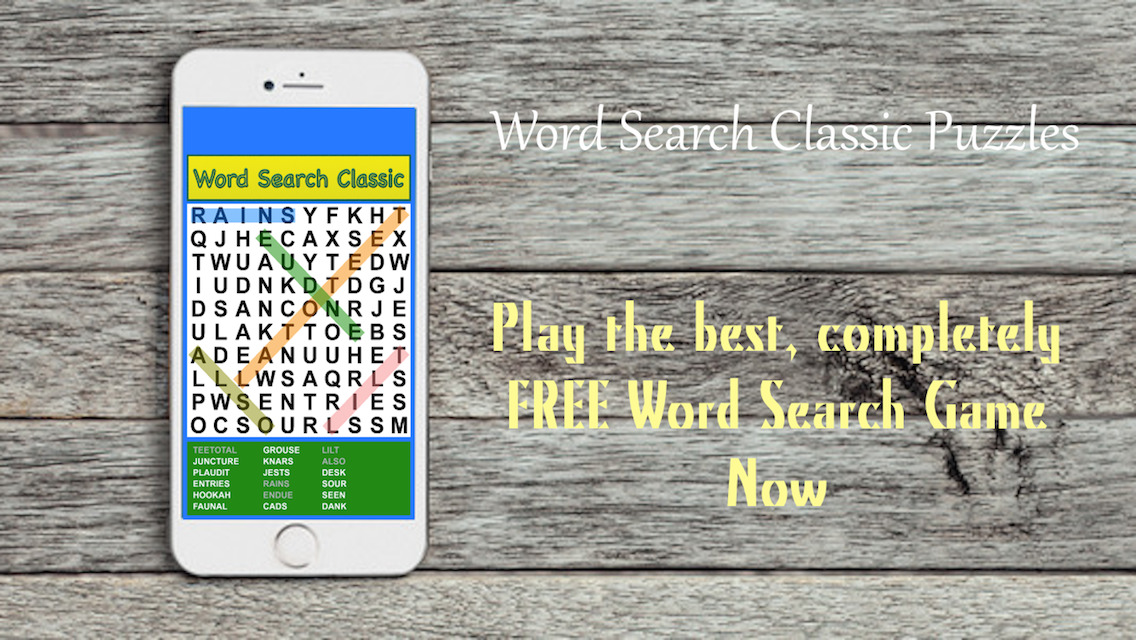 Word Search Classic Puzzles
Word Search Classic
R A I N S Y F K H T
Q J H E C A X S E X
T W U A U Y T E D W
I U D N K D T D G J
D S A N C O N R J E
U L A K T T O E B S
A D E A N U U H E T
L L L W S A Q R L S
P W S E N T R I E S
O C S O U R L S S M
TEETOTAL GROUSE LILT
JUNCTURE KNARS ALSO
PLAUDIT JESTS DESK
ENTRIES RAINS SOUR
HOOKAH ENDUE SEEN
FAUNAL CADS DANK
Play the best, completely
FREE Word Search Game
Now